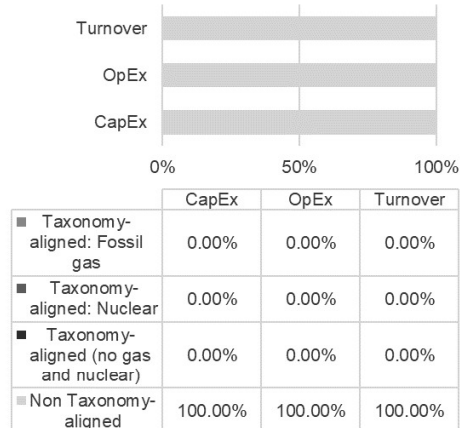 Turnover
OpEx
CapEx
0% 50% 100%
CapEx OpEx Turnover
Taxonomy-
aligned: Fossil
gas
0.00% 0.00% 0.00%
Taxonomy-
aligned: Nuclear
0.00% 0.00% 0.00%
Taxonomy-
aligned (no gas
and nuclear)
0.00% 0.00% 0.00%
Non Taxonomy-
aligned
100.00% 100.00% 100.00%